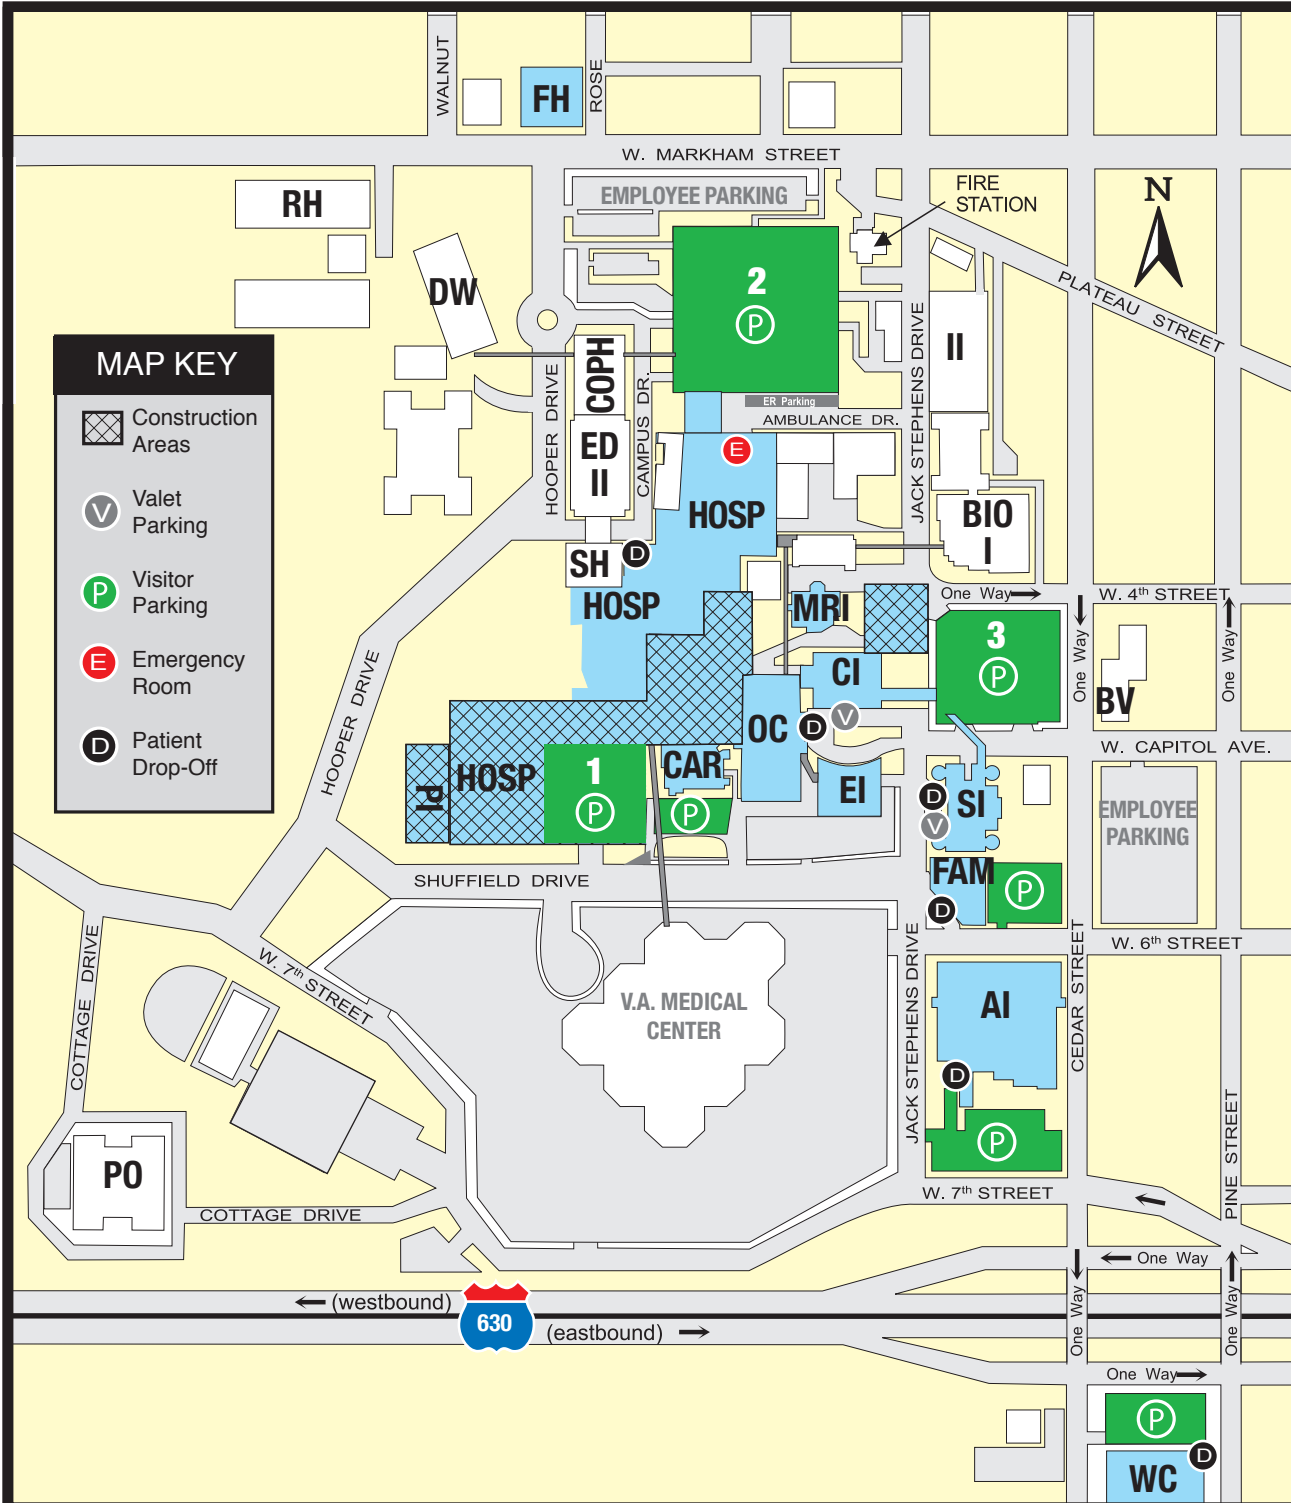 WALNUT
FH
ROSE
W. MARKHAM STREET
RH
EMPLOYEE PARKING
FIRE
STATION
N
DW
2
P
PLATEAU STREET
JACK STEPHENS DRIVE
II
MAP KEY
Construction
Areas
V
Valet
Parking
P
Visitor
Parking
E
Emergency
Room
D
Patient
Drop-Off
HOOPER DRIVE
COPH
CAMPUS DR.
ER Parking
AMBULANCE DR.
ED
II
E
HOSP
BIO
I
SH
D
HOSP
MRI
One Way
W. 4th STREET
3
P
One Way
One Way
CI
BV
HOOPER DRIVE
OC
D
V
W. CAPITOL AVE.
PI
HOSP
1
P
CAR
P
EI
D
V
SI
EMPLOYEE
PARKING
FAM
D
P
SHUFFIELD DRIVE
COTTAGE DRIVE
W. 7th STREET
JACK STEPHENS DRIVE
CEDAR STREET
W. 6th STREET
V.A. MEDICAL
CENTER
AI
D
P
PO
COTTAGE DRIVE
W. 7th STREET
PINE STREET
One Way
(westbound)
630
(eastbound)
One Way
One Way
One Way
P
WC
D